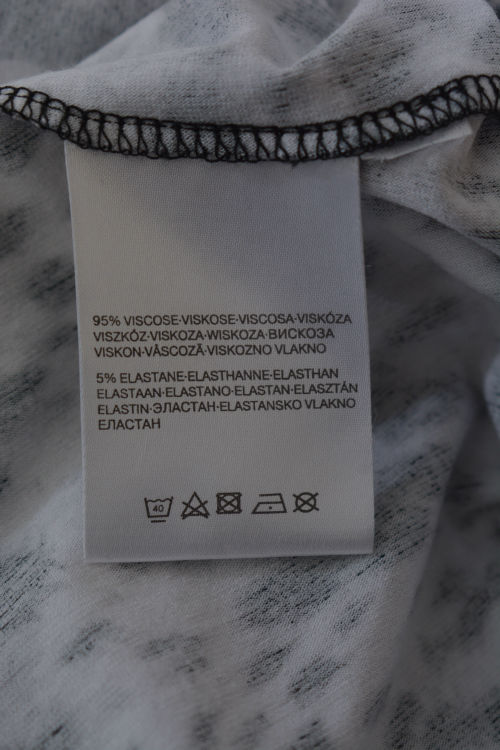 95% VISCOSE·VISKOSE·VISCOSA·VISKÓZA
VISZKÓZ·VISKOZA·WISKOZA·ВИСКОЗА
VISKON·VÂSCOZĂ·VISKOZNO VLAKNO
5% ELASTANE·ELASTHANNE·ELASTHAN
ELASTAAN·ELASTANO·ELASTAN·ELASZTÁN
ELASTIN·ЭЛАСТАН·ELASTANSKO VLAKNO
ЕЛАСТАН
40